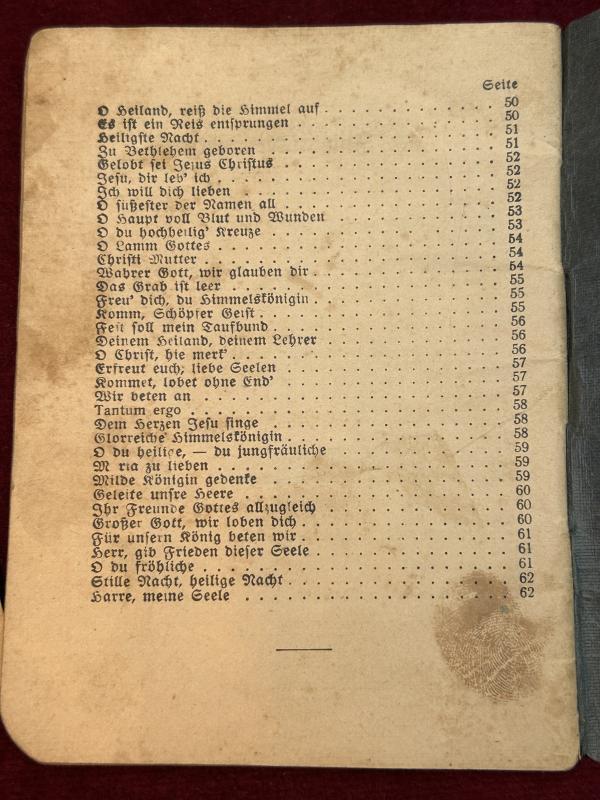 Seite
O Heiland, reiß die Himmel auf . . . . . . . . . . . 50
Es ist ein Reis entsprungen . . . . . . . . . . . . 50
Heiligste Nacht . . . . . . . . . . . . . . . . . 51
Zu Bethlehem geboren . . . . . . . . . . . . . . 51
Gelobt sei Jesus Christus . . . . . . . . . . . . . 52
Jesu, dir leb' ich . . . . . . . . . . . . . . . . 52
Ich will dich lieben . . . . . . . . . . . . . . . 52
O süßester der Namen all . . . . . . . . . . . . . 52
O Haupt voll Blut und Wunden . . . . . . . . . . . 53
O du hochheilig' Kreuze . . . . . . . . . . . . . 53
O Lamm Gottes . . . . . . . . . . . . . . . . . 54
Christi Mutter . . . . . . . . . . . . . . . . . 54
Wahrer Gott, wir glauben dir . . . . . . . . . . . . 54
Das Grab ist leer . . . . . . . . . . . . . . . . 55
Freu' dich, du Himmelskönigin . . . . . . . . . . . 55
Komm, Schöpfer Geist . . . . . . . . . . . . . . 55
Fest soll mein Taufbund . . . . . . . . . . . . . 56
Deinem Heiland, deinem Lehrer . . . . . . . . . . . 56
O Christ, hie merk' . . . . . . . . . . . . . . . 56
Erfreut euch, liebe Seelen . . . . . . . . . . . . . 57
Kommet, lobet ohne End' . . . . . . . . . . . . . 57
Wir beten an . . . . . . . . . . . . . . . . . . 57
Tantum ergo . . . . . . . . . . . . . . . . . . 58
Dem Herzen Jesu singe . . . . . . . . . . . . . . 58
Glorreiche Himmelskönigin . . . . . . . . . . . . . 58
O du heilige, — du jungfräuliche . . . . . . . . . . 59
M ria zu lieben . . . . . . . . . . . . . . . . . 59
Milde Königin gedenke . . . . . . . . . . . . . . 59
Geleite unsre Heere . . . . . . . . . . . . . . . 60
Ihr Freunde Gottes allzugleich . . . . . . . . . . . 60
Großer Gott, wir loben dich . . . . . . . . . . . . 60
Für unsern König beten wir . . . . . . . . . . . . 61
Herr, gib Frieden dieser Seele . . . . . . . . . . . 61
O du fröhliche . . . . . . . . . . . . . . . . . 61
Stille Nacht, heilige Nacht . . . . . . . . . . . . . 62
Harre, meine Seele . . . . . . . . . . . . . . . 62